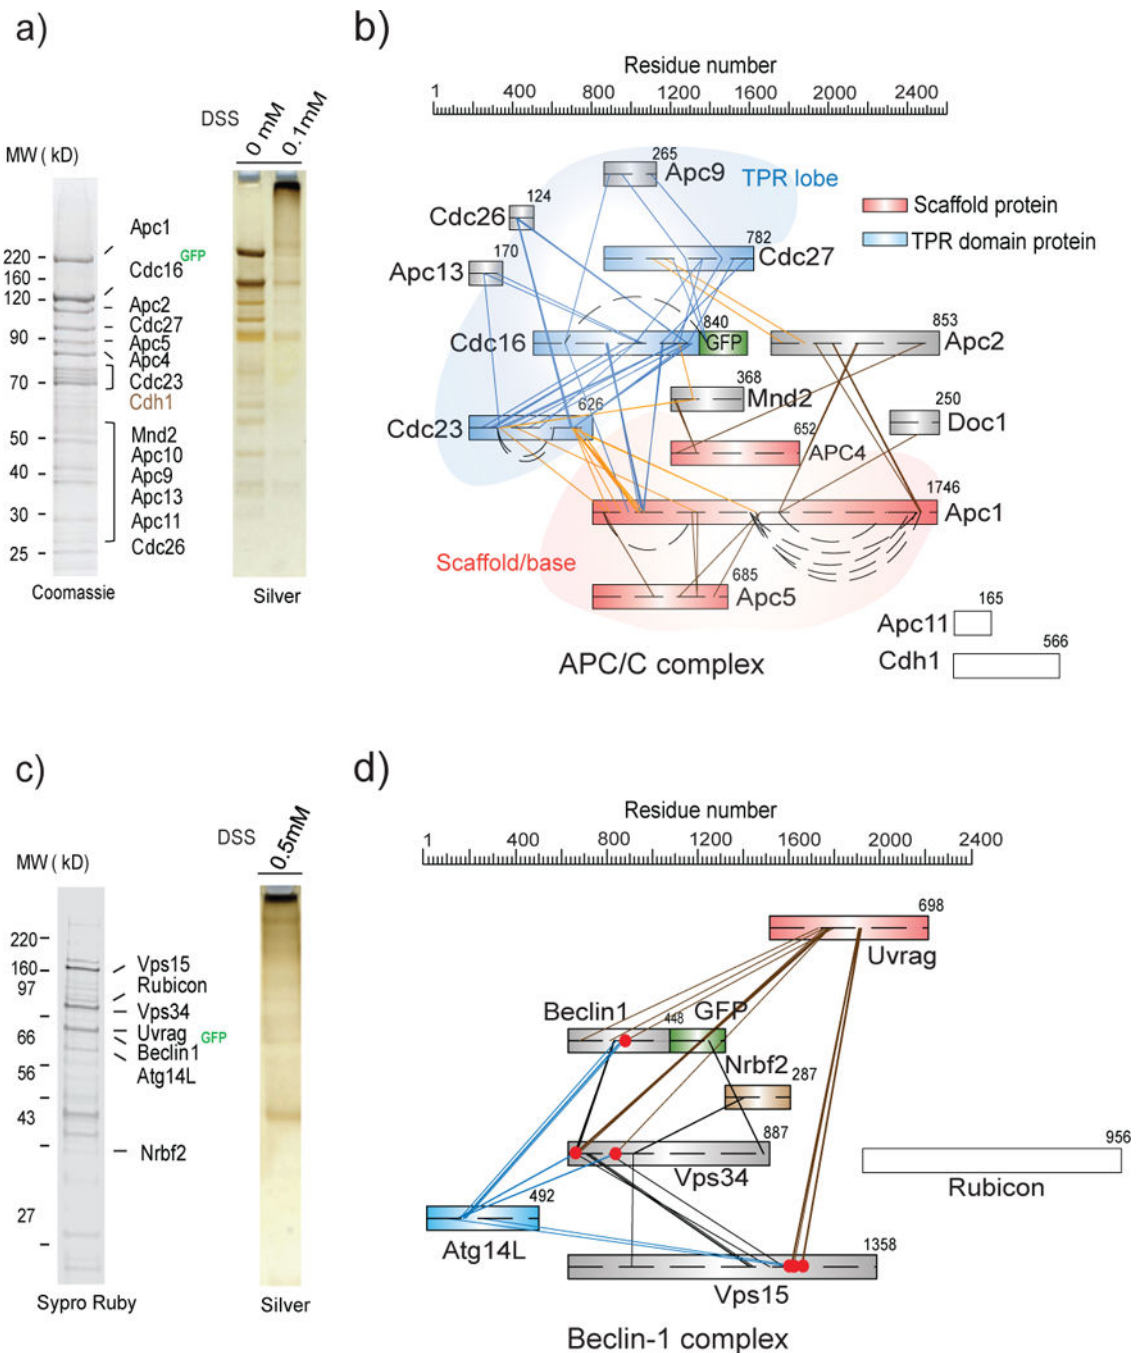 a)
DSS
0 mM
0.1mM
MW ( kD)
220
160
120
90
70
50
40
30
25
Apc1
GFP
Cdc16
Apc2
Cdc27
Apc5
Apc4
Cdc23
Cdh1
Mnd2
Apc10
Apc9
Apc13
Apc11
Cdc26
Coomassie
Silver
b)
Residue number
1 400 800 1200 1600 2000 2400
265
Apc9
TPR lobe
124
Cdc26
Scaffold protein
TPR domain protein
170
Apc13
782
Cdc27
Cdc16
840
GFP
853
Apc2
368
Mnd2
250
Doc1
Cdc23
626
652
APC4
1746
Apc1
Scaffold/base
685
Apc5
165
Apc11
566
Cdh1
APC/C complex
c)
DSS
0.5mM
MW ( kD)
220
160
97
66
56
43
27
Vps15
Rubicon
Vps34
Uvrag
GFP
Beclin1
Atg14L
Nrbf2
Sypro Ruby
Silver
d)
Residue number
1 400 800 1200 1600 2000 2400
698
Uvrag
Beclin1
448
GFP
Nrbf2
287
887
Vps34
956
Rubicon
492
Atg14L
1358
Vps15
Beclin-1 complex